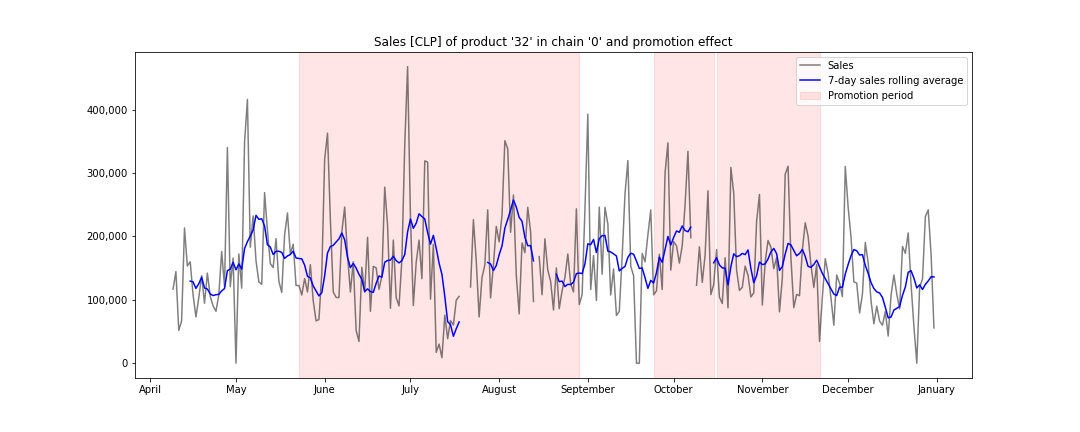 Sales [CLP] of product '32' in chain '0' and promotion effect
Sales
7-day sales rolling average
Promotion period
400,000
300,000
200,000
100,000
0
April May June July August September October November December January